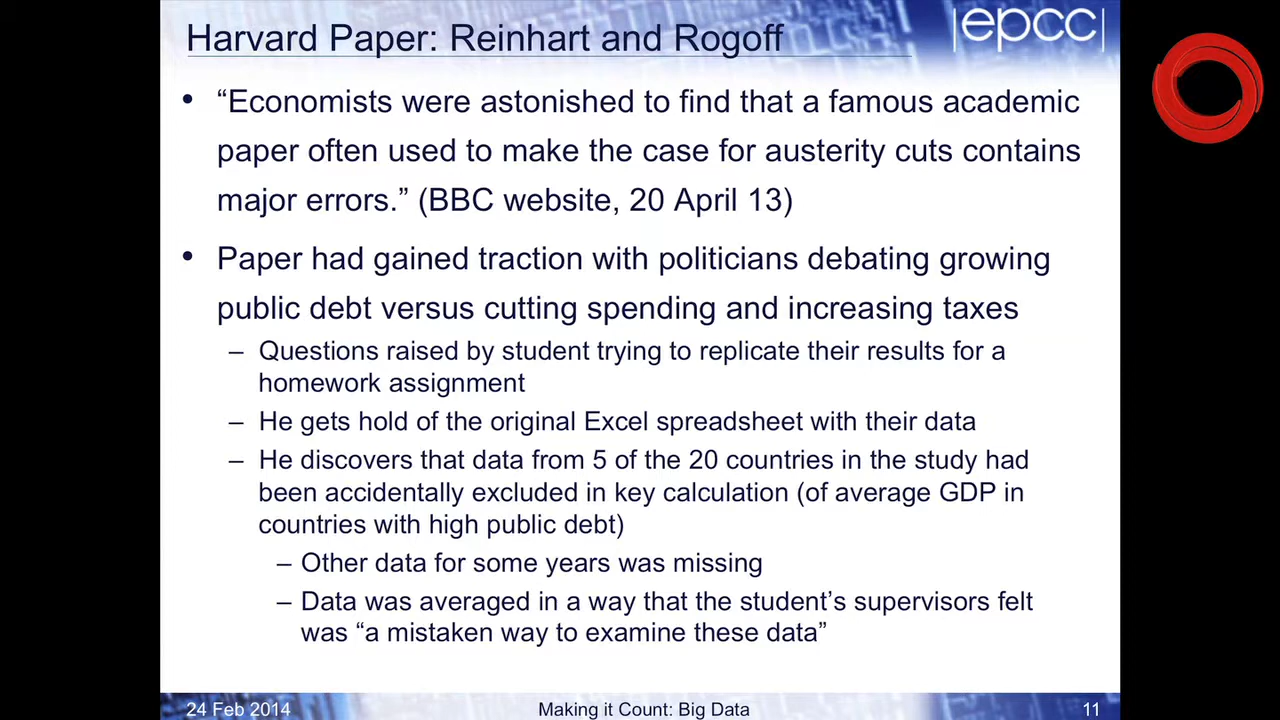 Harvard Paper: Reinhart and Rogoff
|epcc|
• “Economists were astonished to find that a famous academic
paper often used to make the case for austerity cuts contains
major errors.” (BBC website, 20 April 13)
• Paper had gained traction with politicians debating growing
public debt versus cutting spending and increasing taxes
– Questions raised by student trying to replicate their results for a
homework assignment
– He gets hold of the original Excel spreadsheet with their data
– He discovers that data from 5 of the 20 countries in the study had
been accidentally excluded in key calculation (of average GDP in
countries with high public debt)
– Other data for some years was missing
– Data was averaged in a way that the student’s supervisors felt
was “a mistaken way to examine these data”
24 Feb 2014
Making it Count: Big Data
11